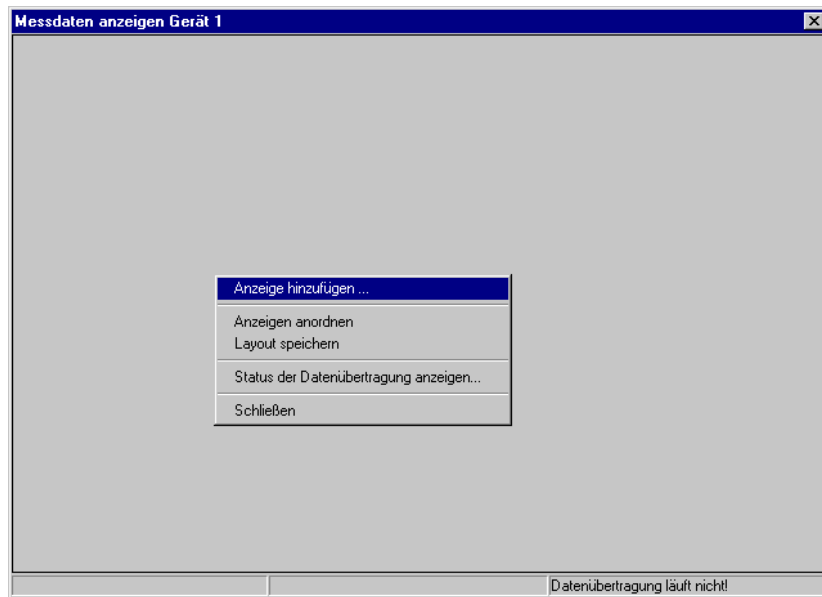 Messdaten anzeigen Gerät 1
Anzeige hinzufügen ...
Anzeigen anordnen
Layout speichern
Status der Datenübertragung anzeigen...
Schließen
Datenübertragung läuft nicht!